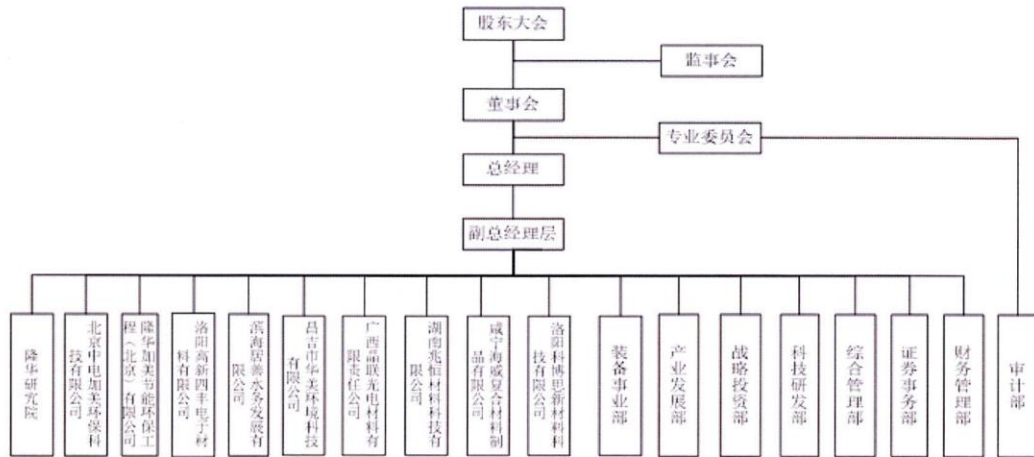 股东大会
监事会
董事会
专业委员会
总经理
副总经理层
隆华研究院
北京中电加美环保科
技有限公司
隆华加美节能环保工
程（北京）有限公司
洛阳高新四丰电子材
料有限公司
滨海居善水务发展有
限公司
昌吉市华美环境科技
有限公司
广西晶联光电材料有
限责任公司
湖南兆恒材料科技有
限公司
咸宁海威复合材料制
品有限公司
洛阳科博思新材料科
技有限公司
装备事业部
产业发展部
战略投资部
科技研发部
综合管理部
证券事务部
财务管理部
审计部